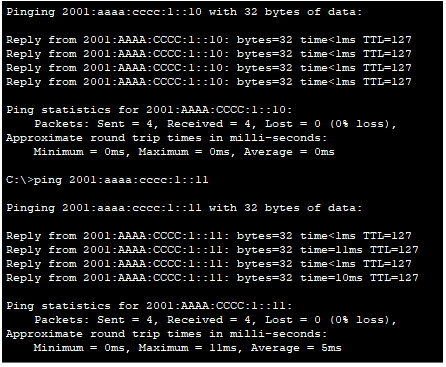 Pinging 2001:aaaa:cccc:1::10 with 32 bytes of data:
Reply from 2001:AAAA:CCCC:1::10: bytes=32 time<1ms TTL=127
Reply from 2001:AAAA:CCCC:1::10: bytes=32 time<1ms TTL=127
Reply from 2001:AAAA:CCCC:1::10: bytes=32 time<1ms TTL=127
Reply from 2001:AAAA:CCCC:1::10: bytes=32 time<1ms TTL=127
Ping statistics for 2001:AAAA:CCCC:1::10:
Packets: Sent = 4, Received = 4, Lost = 0 (0% loss),
Approximate round trip times in milli-seconds:
Minimum = 0ms, Maximum = 0ms, Average = 0ms
C:\>ping 2001:aaaa:cccc:1::11
Pinging 2001:aaaa:cccc:1::11 with 32 bytes of data:
Reply from 2001:AAAA:CCCC:1::11: bytes=32 time<1ms TTL=127
Reply from 2001:AAAA:CCCC:1::11: bytes=32 time=11ms TTL=127
Reply from 2001:AAAA:CCCC:1::11: bytes=32 time<1ms TTL=127
Reply from 2001:AAAA:CCCC:1::11: bytes=32 time=10ms TTL=127
Ping statistics for 2001:AAAA:CCCC:1::11:
Packets: Sent = 4, Received = 4, Lost = 0 (0% loss),
Approximate round trip times in milli-seconds:
Minimum = 0ms, Maximum = 11ms, Average = 5ms